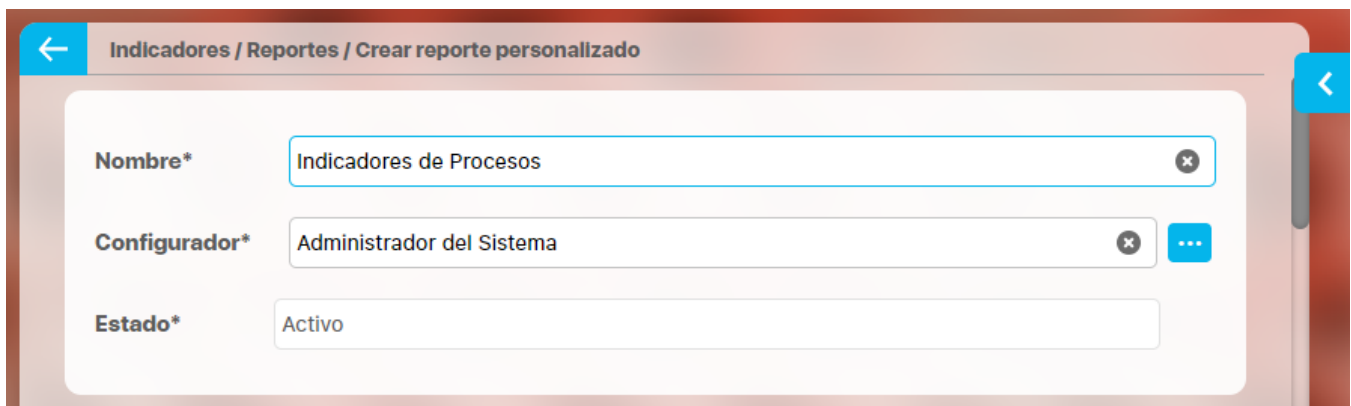 Indicadores / Reportes / Crear reporte personalizado
Nombre* Indicadores de Procesos
Configurador* Administrador del Sistema
Estado* Activo